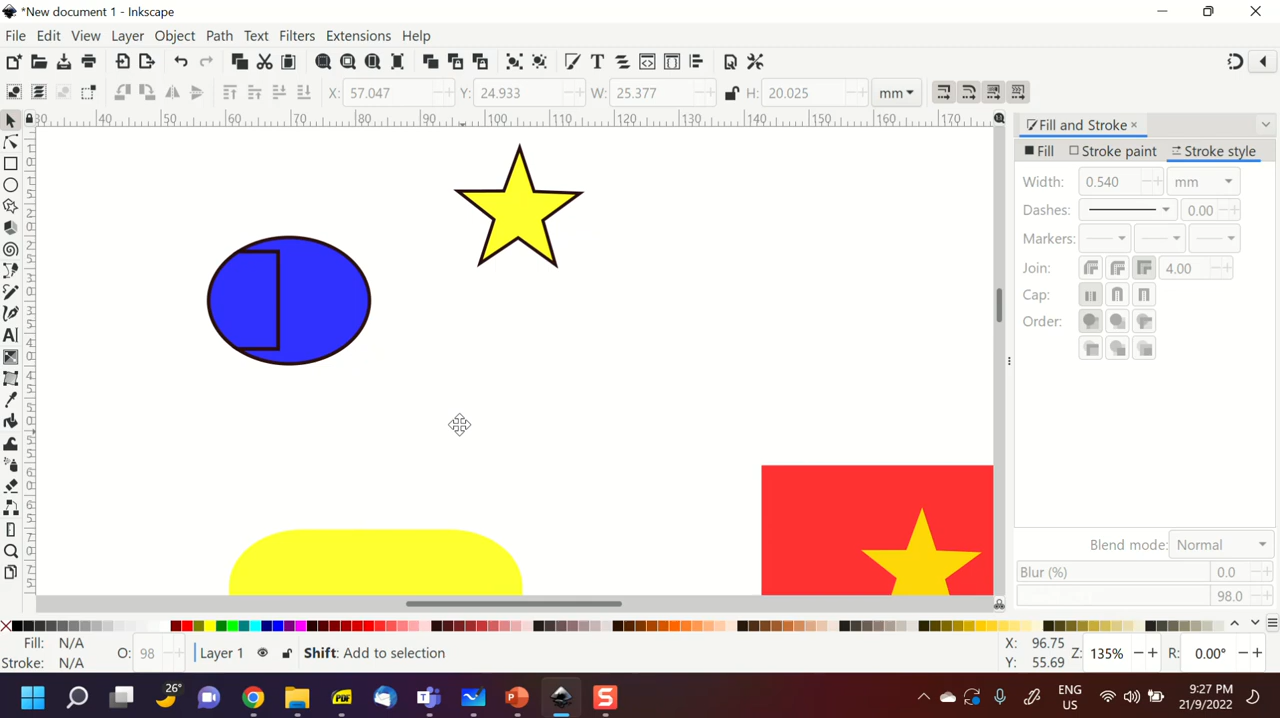 *New document 1 - Inkscape
File Edit View Layer Object Path Text Filters Extensions Help
X: 57.047 Y: 24.933 W: 25.377 H: 20.025 mm
30 40 50 60 70 80 90 100 110 120 130 140 150 160 170
Fill and Stroke
Fill Stroke paint Stroke style
Width: 0.540 mm
Dashes: 0.00
Markers:
Join: 4.00
Cap:
Order:
Blend mode: Normal
Blur (%) 0.0
98.0
Fill: N/A
Stroke: N/A
O: 98
Layer 1
Shift: Add to selection
X: 96.75
Y: 55.69
Z: 135%
R: 0.00°
26°
PDF
ENG
US
9:27 PM
21/9/2022